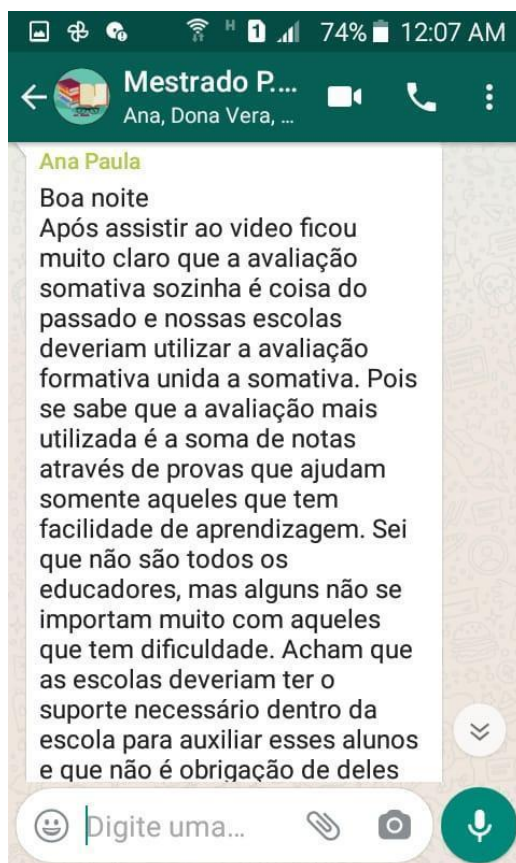 H 1 74% 12:07 AM
Mestrado P....
Ana, Dona Vera, ...
Ana Paula
Boa noite
Após assistir ao video ficou
muito claro que a avaliação
somativa sozinha é coisa do
passado e nossas escolas
deveriam utilizar a avaliação
formativa unida a somativa. Pois
se sabe que a avaliação mais
utilizada é a soma de notas
através de provas que ajudam
somente aqueles que tem
facilidade de aprendizagem. Sei
que não são todos os
educadores, mas alguns não se
importam muito com aqueles
que tem dificuldade. Acham que
as escolas deveriam ter o
suporte necessário dentro da
escola para auxiliar esses alunos
e que não é obrigação de deles
Digite uma...